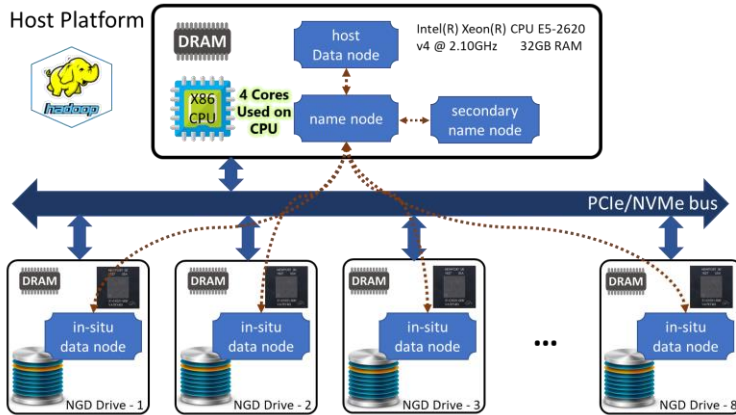 Host Platform
hadoop
DRAM
X86
CPU
4 Cores
Used on
CPU
host
Data node
name node
secondary
name node
Intel(R) Xeon(R) CPU E5-2620
v4 @ 2.10GHz 32GB RAM
PCIe/NVMe bus
DRAM
in-situ
data node
NGD Drive - 1
DRAM
in-situ
data node
NGD Drive - 2
DRAM
in-situ
data node
NGD Drive - 3
...
DRAM
in-situ
data node
NGD Drive - 8